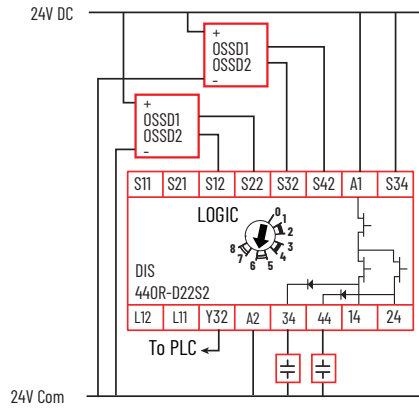 24V DC
+
OSSD1
OSSD2
-
+
OSSD1
OSSD2
-
S11 S21 S12 S22 S32 S42 A1 S34
LOGIC
0
1
2
3
4
5
6
7
8
DIS
440R-D22S2
L12 L11 Y32 A2 34 44 14 24
To PLC
24V Com